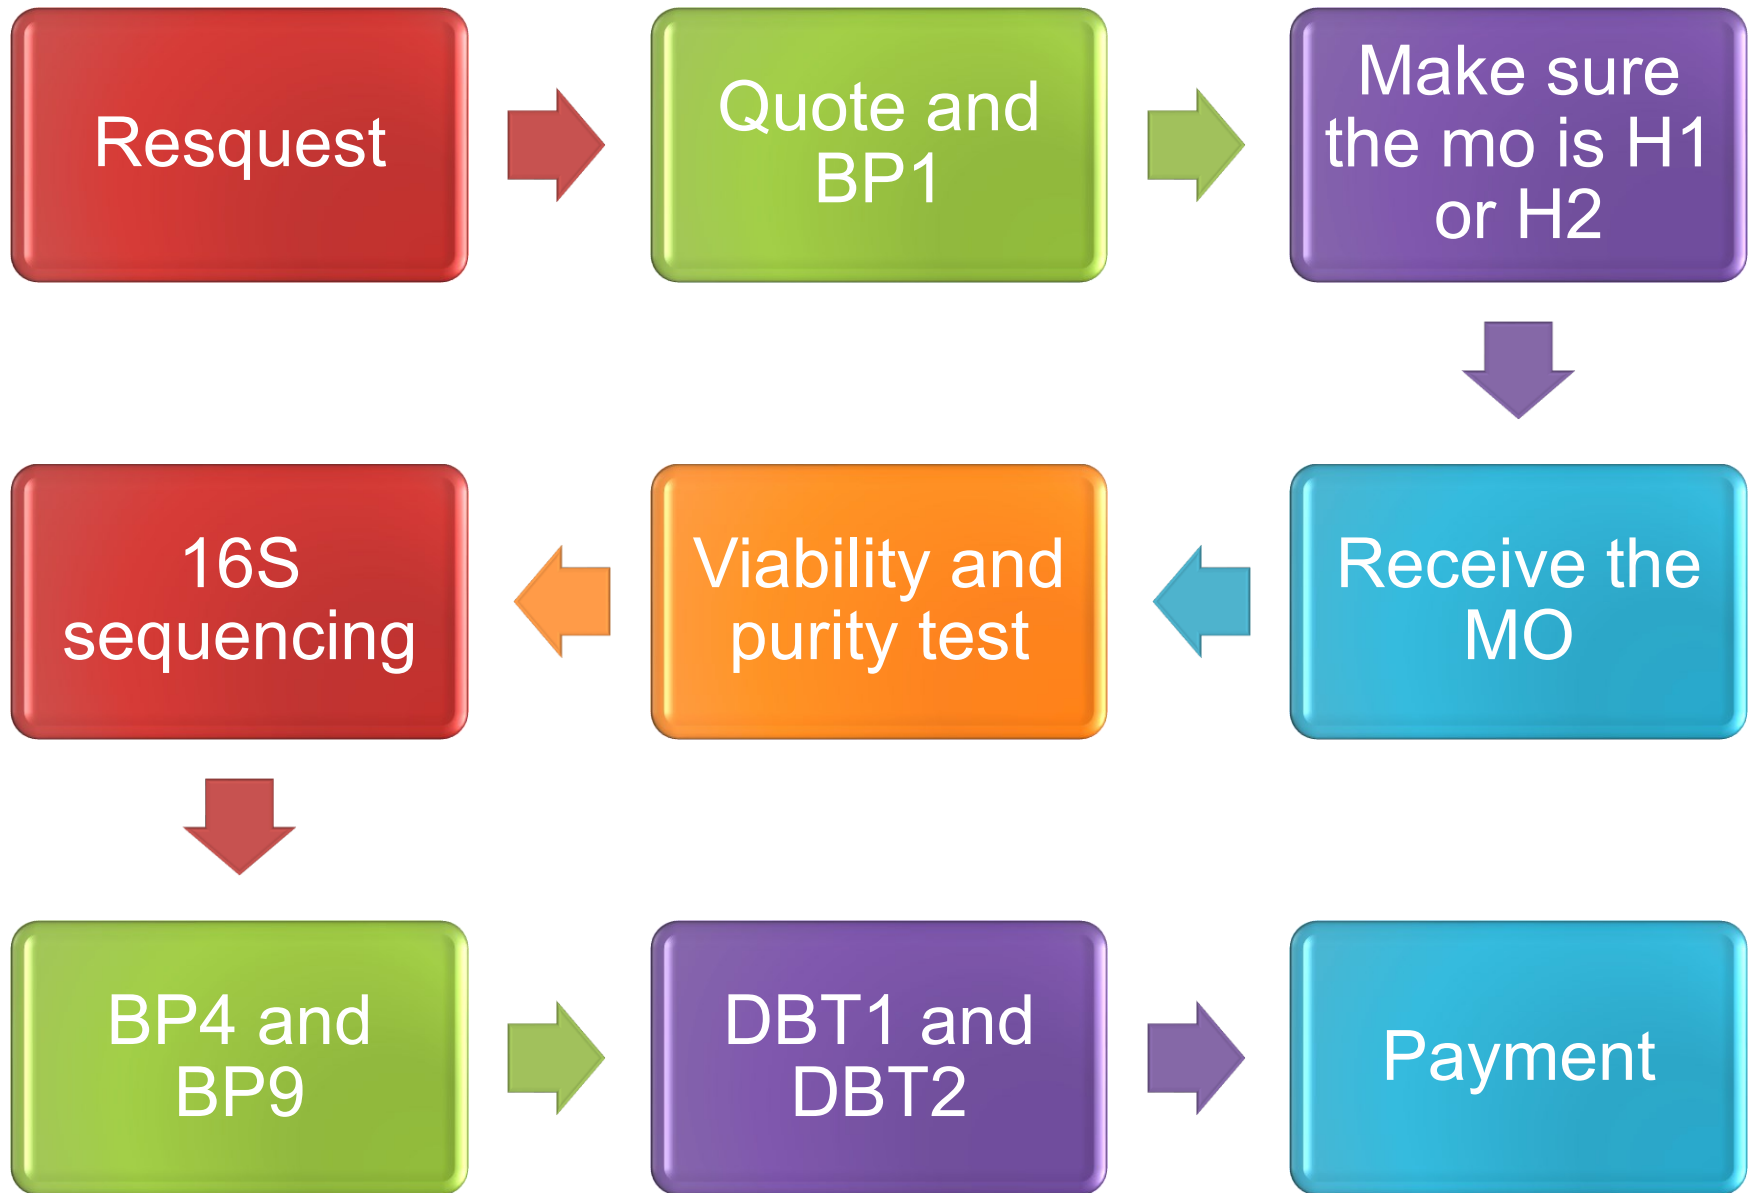 Resquest
Quote and
BP1
Make sure
the mo is H1
or H2
Receive the
MO
Viability and
purity test
16S
sequencing
BP4 and
BP9
DBT1 and
DBT2
Payment